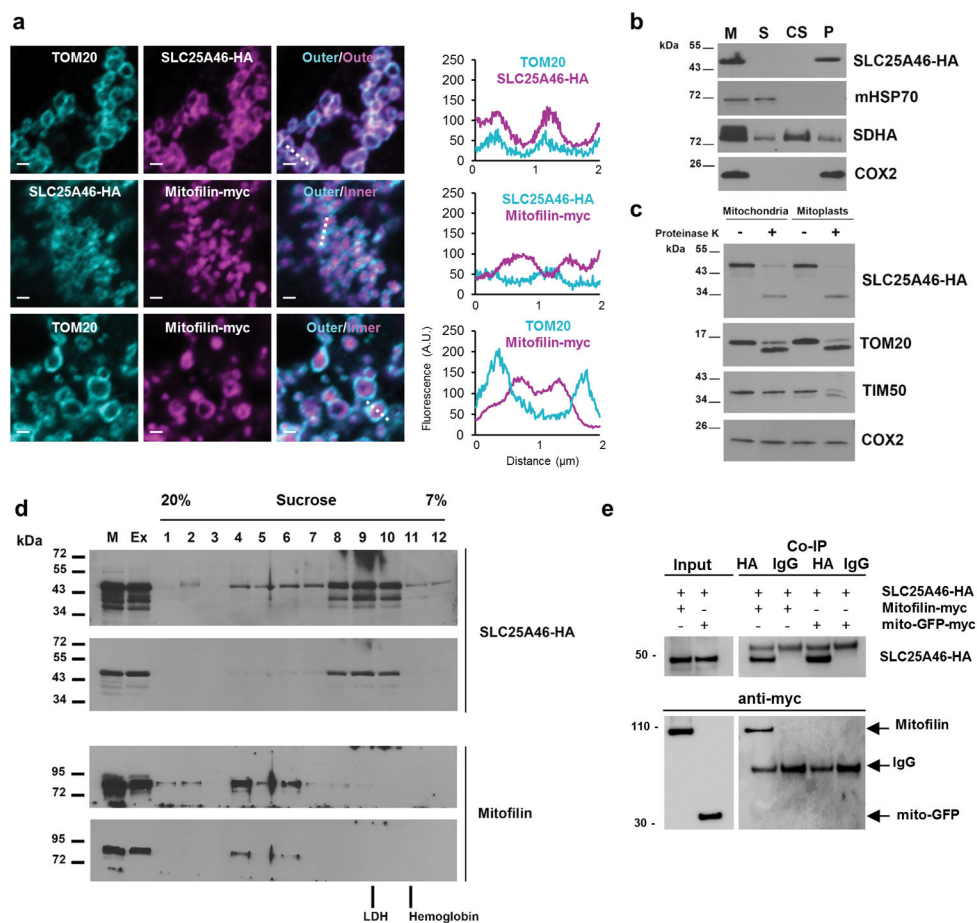 a
TOM20
SLC25A46-HA
Outer/Oute
TOM20
SLC25A46-HA
250
200
150
100
50
0
0 1 2
SLC25A46-HA
Mitofilin-myc
Outer/Inner
SLC25A46-HA
Mitofilin-myc
250
200
150
100
50
0
0 1 2
TOM20
Mitofilin-myc
Outer/Inner
TOM20
Mitofilin-myc
Fluorescence (A.U.)
250
200
150
100
50
0
0 1 2
Distance (µm)
b
M S CS P
kDa
55
43
SLC25A46-HA
72
mHSP70
72
SDHA
26
COX2
c
Mitochondria Mitoplasts
Proteinase K - + - +
kDa
55
43
34
SLC25A46-HA
17
TOM20
43
34
TIM50
26
COX2
d
20% Sucrose 7%
kDa
M Ex 1 2 3 4 5 6 7 8 9 10 11 12
72
55
43
34
72
55
43
34
SLC25A46-HA
95
72
95
72
Mitofilin
LDH Hemoglobin
e
Co-IP
Input HA IgG HA IgG
+ + + + + + SLC25A46-HA
+ - + + - - Mitofilin-myc
- + - - + + mito-GFP-myc
50 - SLC25A46-HA
anti-myc
110 - Mitofilin
IgG
30 - mito-GFP